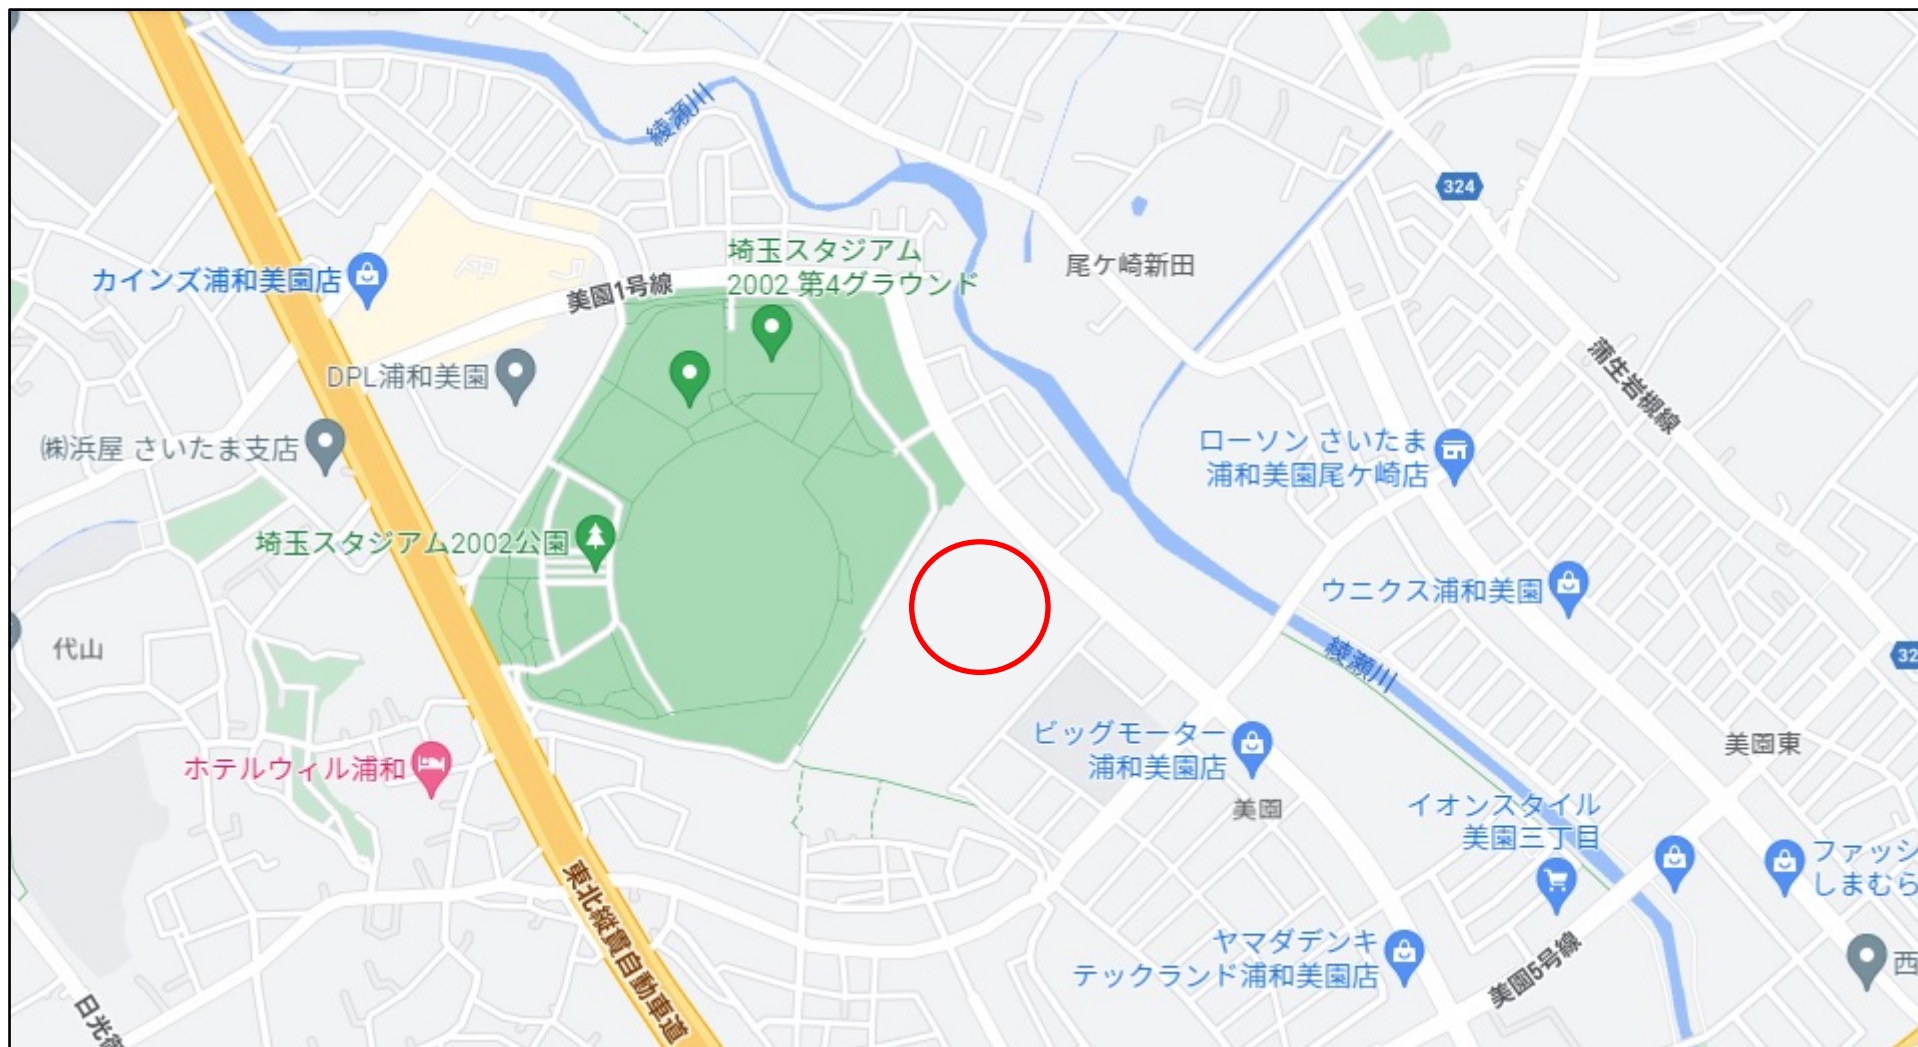 綾瀬川
324
埼玉スタジアム
2002 第4グラウンド
尾ケ崎新田
カインズ浦和美園店
美園1号線
DPL浦和美園
蒲生岩槻線
㈱浜屋 さいたま支店
ローソン さいたま
浦和美園尾ケ崎店
埼玉スタジアム2002公園
ウニクス浦和美園
代山
綾瀬川
32
ビッグモーター
浦和美園店
美園東
ホテルウィル浦和
美園
イオンスタイル
美園三丁目
ファッシ
しまむら
東北縦貫自動車道
ヤマダデンキ
テックランド浦和美園店
美園5号線
西
日光御